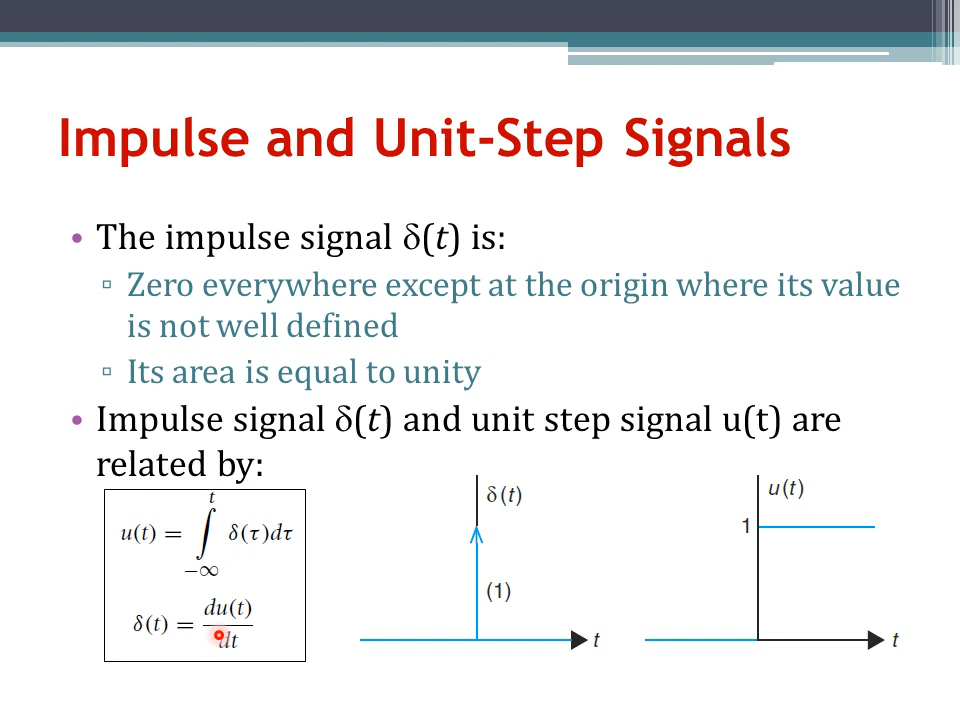 Impulse and Unit-Step Signals
• The impulse signal δ(t) is:
▫ Zero everywhere except at the origin where its value
is not well defined
▫ Its area is equal to unity
• Impulse signal δ(t) and unit step signal u(t) are
related by:
u(t) = ∫_{−∞}^{t} δ(τ)dτ
δ(t) = du(t)/dt
δ(t)
(1)
t
u(t)
1
t